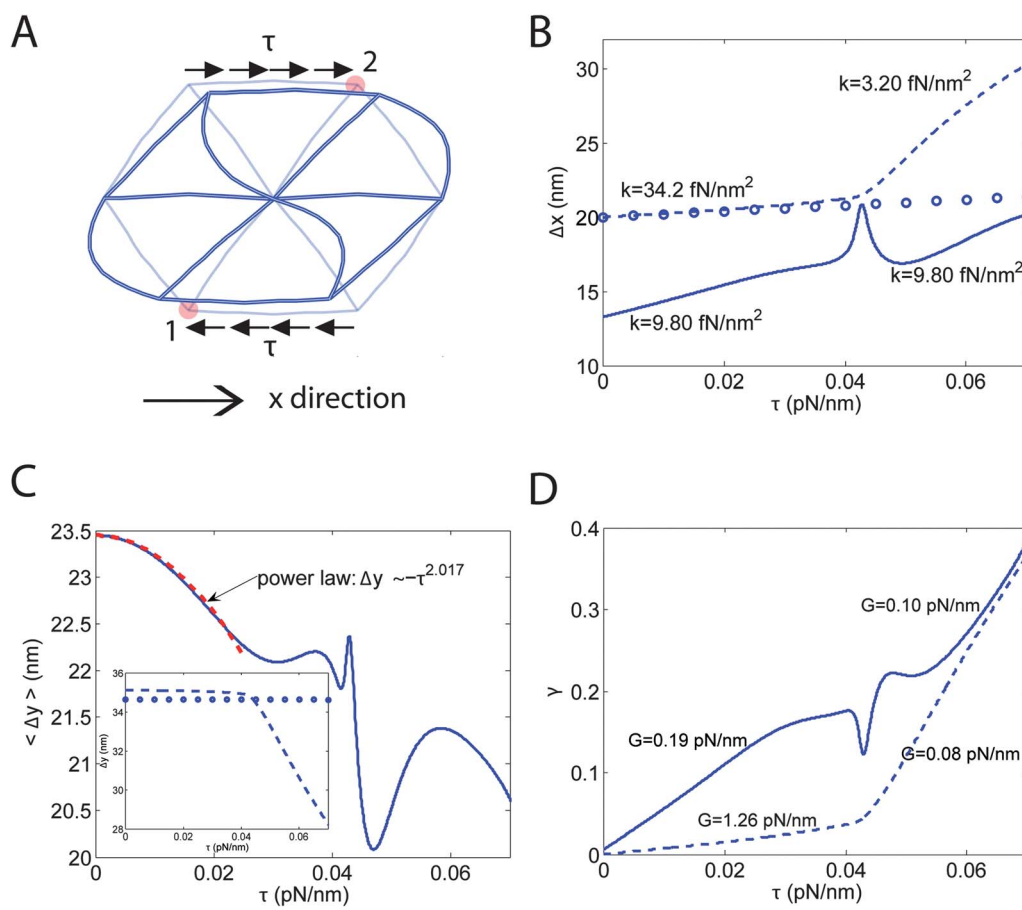 A
τ
2
1
τ
x direction
B
30
25
20
15
10
Δx (nm)
k=3.20 fN/nm²
k=34.2 fN/nm²
k=9.80 fN/nm²
k=9.80 fN/nm²
0
0.02
0.04
0.06
τ (pN/nm)
C
23.5
23
22.5
22
21.5
21
20.5
20
< Δy > (nm)
power law: Δy ~−τ²·⁰¹⁷
36
34
32
30
28
Δy (nm)
0
0.02
0.04
0.06
τ (pN/nm)
0
0.02
0.04
0.06
τ (pN/nm)
D
0.4
0.3
0.2
0.1
0
γ
G=0.10 pN/nm
G=0.19 pN/nm
G=0.08 pN/nm
G=1.26 pN/nm
0
0.02
0.04
0.06
τ (pN/nm)